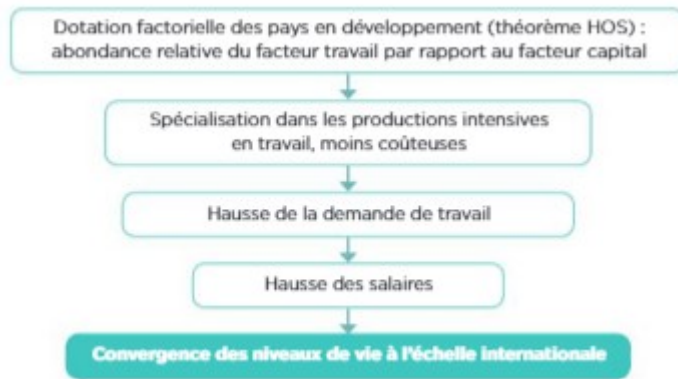 Dotation factorielle des pays en développement (théorème HOS) :
abondance relative du facteur travail par rapport au facteur capital
Spécialisation dans les productions intensives
en travail, moins coûteuses
Hausse de la demande de travail
Hausse des salaires
Convergence des niveaux de vie à l'échelle internationale